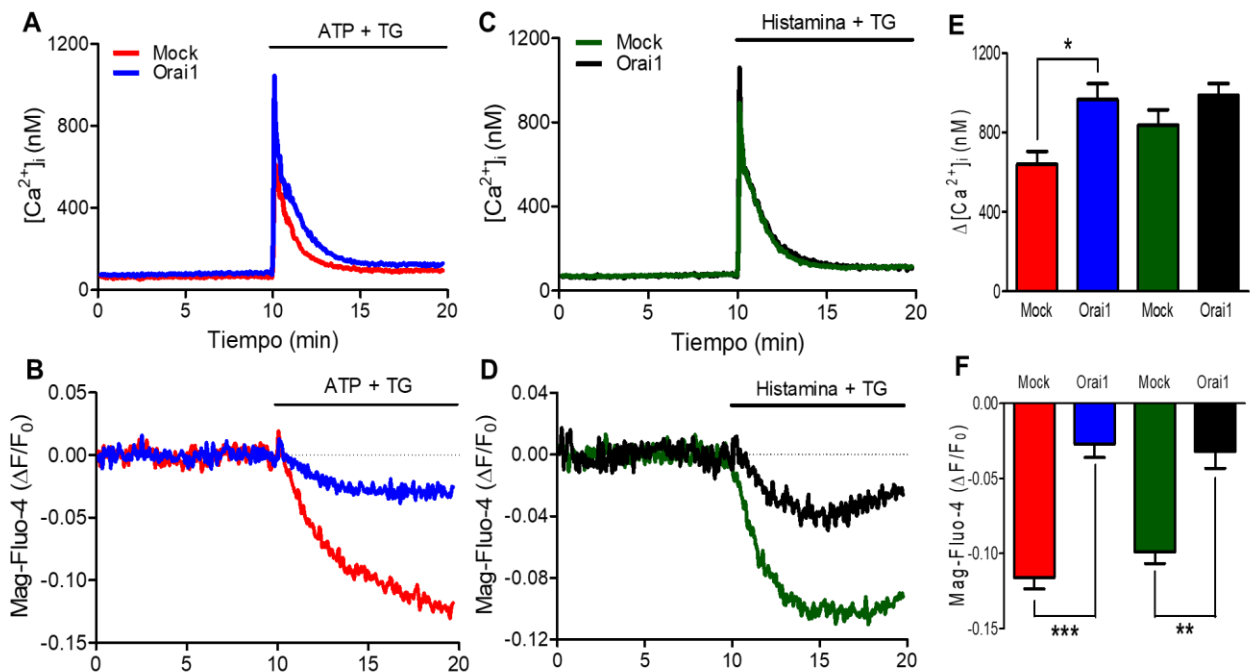 A
ATP + TG
Mock
Orai1
[Ca²⁺]ᵢ (nM)
1200
800
400
0
0 5 10 15 20
Tiempo (min)
C
Histamina + TG
Mock
Orai1
[Ca²⁺]ᵢ (nM)
1200
800
400
0
0 5 10 15 20
Tiempo (min)
E
*
Δ[Ca²⁺]ᵢ (nM)
1200
800
400
0
Mock Orai1 Mock Orai1
B
ATP + TG
Mag-Fluo-4 (ΔF/F₀)
0.05
0.00
-0.05
-0.10
-0.15
0 5 10 15 20
D
Histamina + TG
Mag-Fluo-4 (ΔF/F₀)
0.04
0.00
-0.04
-0.08
-0.12
0 5 10 15 20
F
Mock Orai1 Mock Orai1
Mag-Fluo-4 (ΔF/F₀)
0.00
-0.05
-0.10
-0.15
*** **